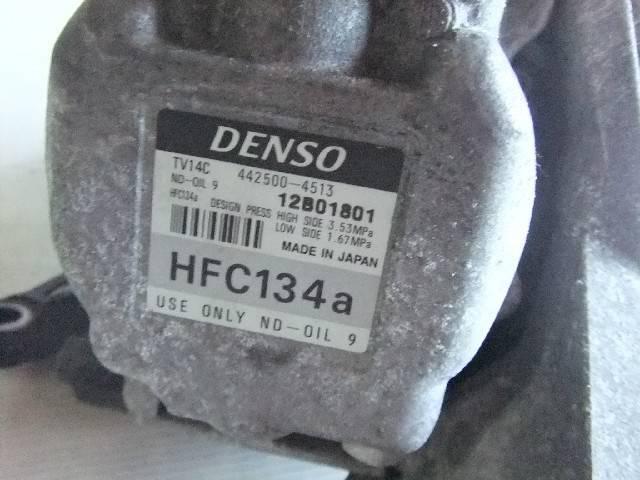 DENSO
TV14C 442500-4513
ND-OIL 9 12B01801
HFC134a DESIGN PRESS HIGH SIDE 3.53MPa
LOW SIDE 1.67MPa
MADE IN JAPAN
HFC134a
USE ONLY ND-OIL 9